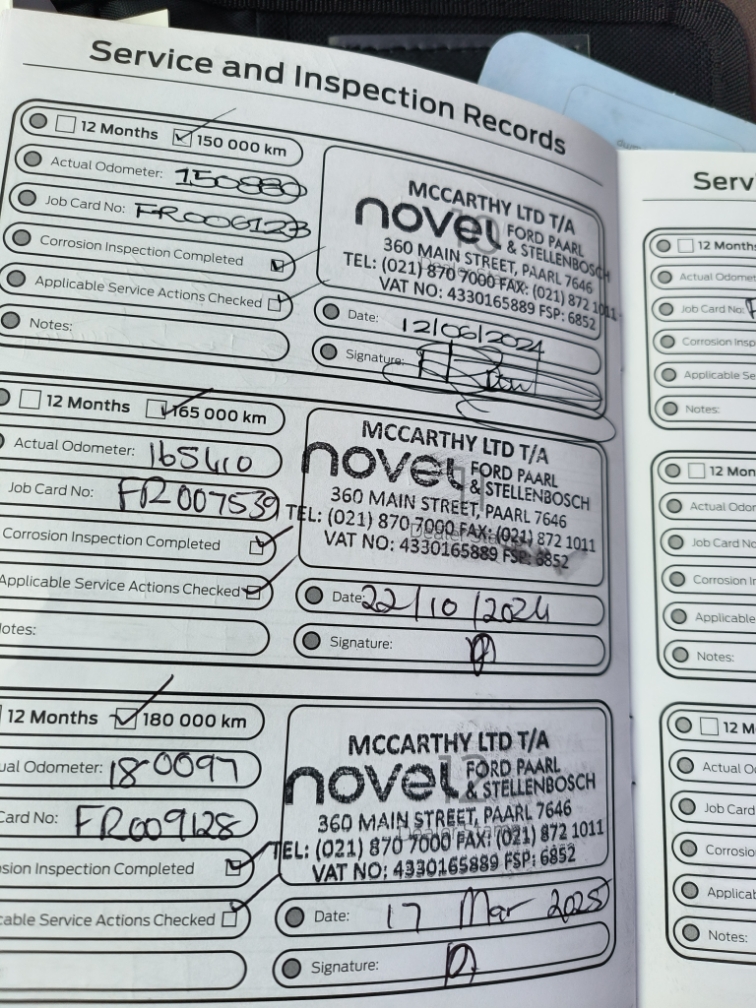 Service and Inspection Records
12 Months 150 000 km
Actual Odometer: 150880
Job Card No: FR006123
Corrosion Inspection Completed
Applicable Service Actions Checked
Notes:
MCCARTHY LTD T/A
novel FORD PAARL
& STELLENBOSCH
360 MAIN STREET, PAARL 7646
TEL: (021) 870 7000 FAX: (021) 872 1011
VAT NO: 4330165889 FSP: 6852
Date: 12/06/2024
Signature:
12 Months 165 000 km
Actual Odometer: 165410
Job Card No: FR007539
Corrosion Inspection Completed
Applicable Service Actions Checked
otes:
MCCARTHY LTD T/A
novel FORD PAARL
& STELLENBOSCH
360 MAIN STREET, PAARL 7646
TEL: (021) 870 7000 FAX: (021) 872 1011
VAT NO: 4330165889 FSP: 6852
Date: 22/10/2024
Signature:
12 Months 180 000 km
ual Odometer: 180097
Card No: FR009128
sion Inspection Completed
cable Service Actions Checked
MCCARTHY LTD T/A
novel FORD PAARL
& STELLENBOSCH
360 MAIN STREET, PAARL 7646
TEL: (021) 870 7000 FAX: (021) 872 1011
VAT NO: 4330165889 FSP: 6852
Date: 17 Mar 2025
Signature:
Serv
12 Months
Actual Odomet
Job Card No: F
Corrosion Insp
Applicable Se
Notes:
12 Mon
Actual Odor
Job Card No
Corrosion Ir
Applicable
Notes:
12 M
Actual O
Job Card
Corrosio
Applicat
Notes: